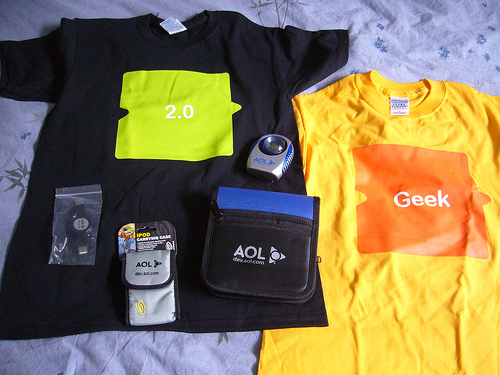 2.0
Geek
AOL
IPOD
CARRYING CASE
AOL
dev.aol.com
AOL
dev.aol.com